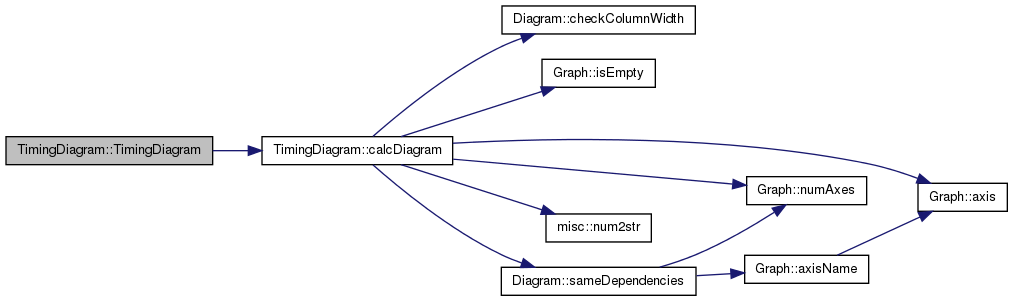 Diagram::checkColumnWidth
Graph::isEmpty
TimingDiagram::TimingDiagram
TimingDiagram::calcDiagram
Graph::numAxes
Graph::axis
misc::num2str
Graph::axisName
Diagram::sameDependencies